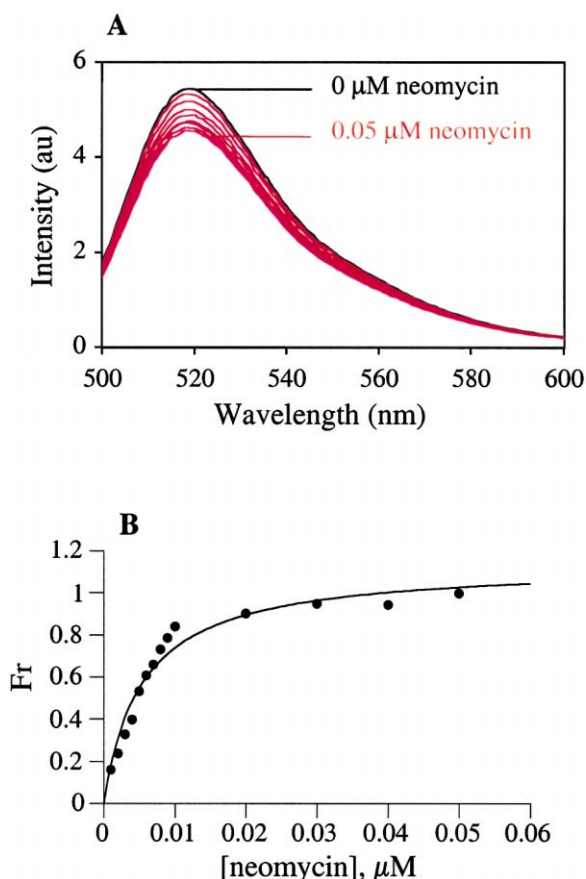 A
6
4
2
0
Intensity (au)
0 μM neomycin
0.05 μM neomycin
500 520 540 560 580 600
Wavelength (nm)
B
1.2
1
0.8
0.6
0.4
0.2
0
Fr
0 0.01 0.02 0.03 0.04 0.05 0.06
[neomycin], μM